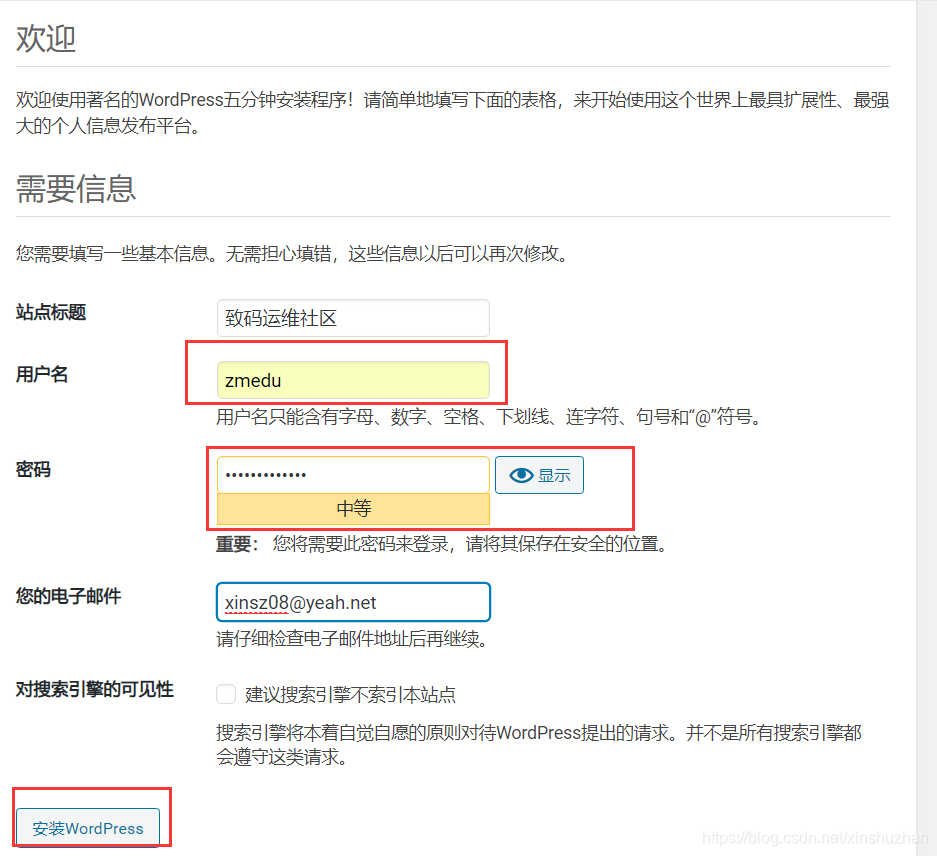 欢迎
欢迎使用著名的WordPress五分钟安装程序！请简单地填写下面的表格，来开始使用这个世界上最具扩展性、最强
大的个人信息发布平台。
需要信息
您需要填写一些基本信息。无需担心填错，这些信息以后可以再次修改。
站点标题 致码运维社区
用户名 zmedu
用户名只能含有字母、数字、空格、下划线、连字符、句号和“@”符号。
密码 ••••••••••••• 显示
中等
重要： 您将需要此密码来登录，请将其保存在安全的位置。
您的电子邮件 xinsz08@yeah.net
请仔细检查电子邮件地址后再继续。
对搜索引擎的可见性 建议搜索引擎不索引本站点
搜索引擎将本着自觉自愿的原则对待WordPress提出的请求。并不是所有搜索引擎都
会遵守这类请求。
安装WordPress
https://blog.csdn.net/xinshuzhan